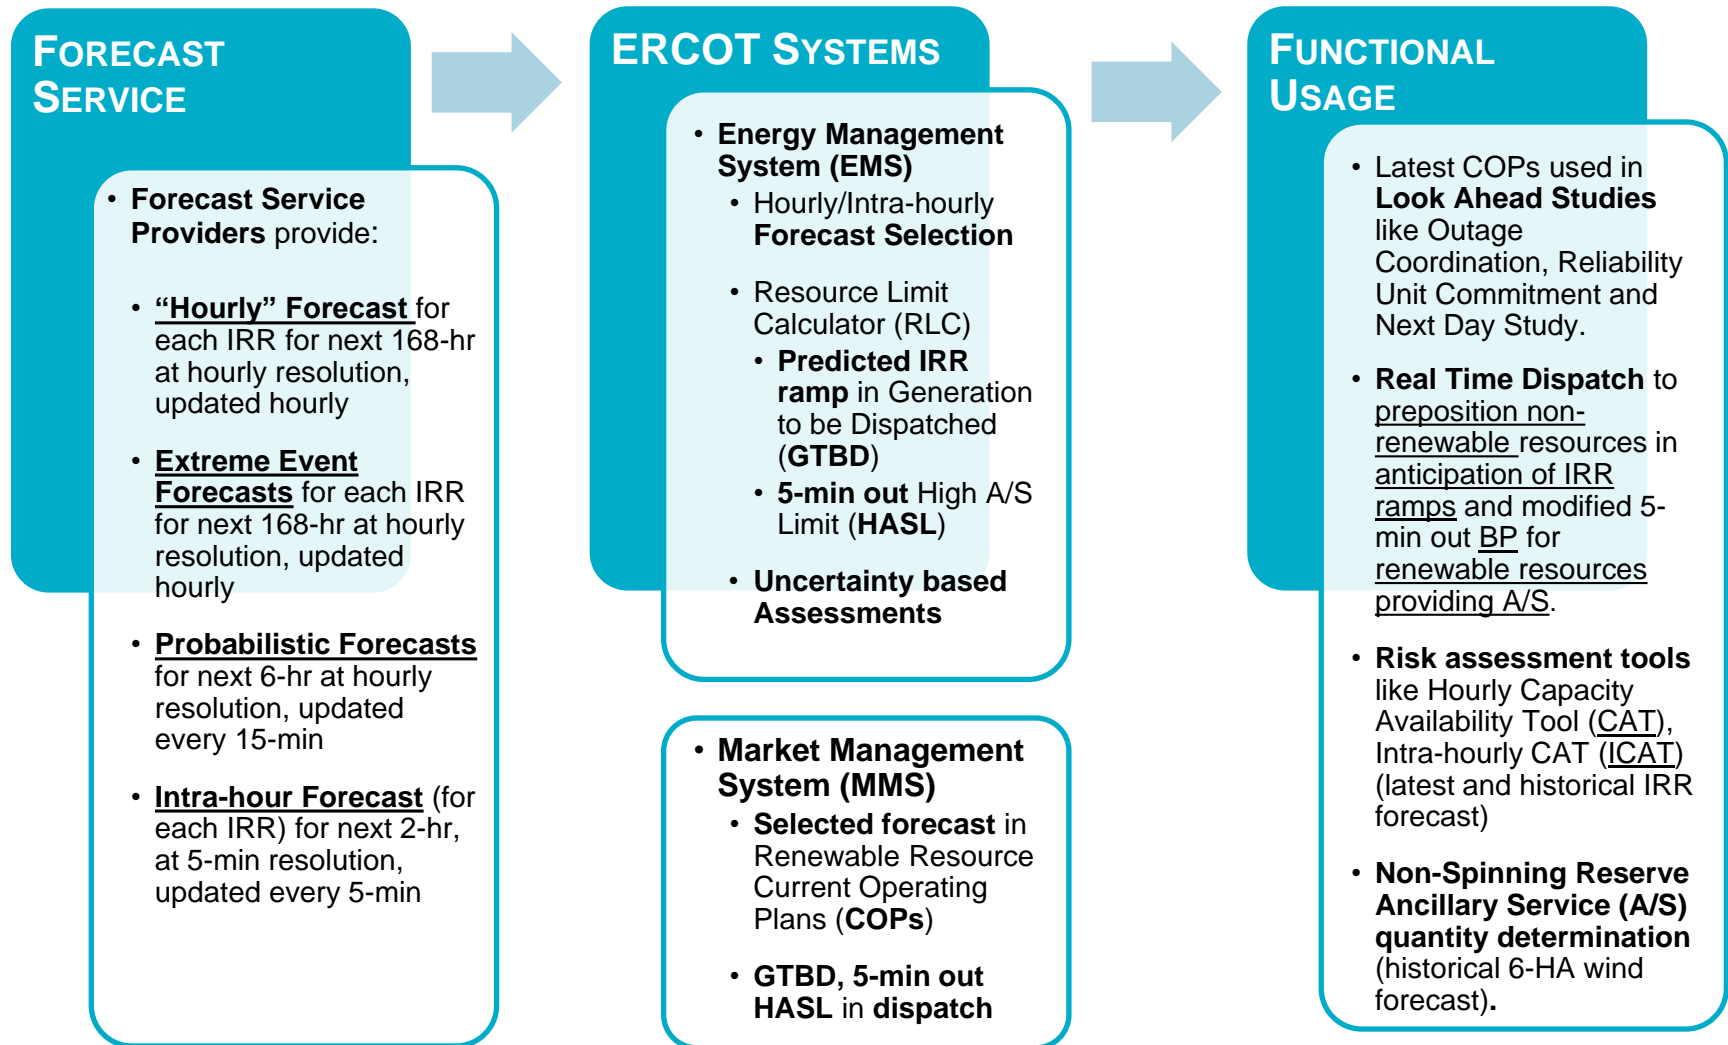 FORECAST
SERVICE
• Forecast Service
Providers provide:
• “Hourly” Forecast for
each IRR for next 168-hr
at hourly resolution,
updated hourly
• Extreme Event
Forecasts for each IRR
for next 168-hr at hourly
resolution, updated
hourly
• Probabilistic Forecasts
for next 6-hr at hourly
resolution, updated
every 15-min
• Intra-hour Forecast (for
each IRR) for next 2-hr,
at 5-min resolution,
updated every 5-min
ERCOT SYSTEMS
• Energy Management
System (EMS)
• Hourly/Intra-hourly
Forecast Selection
• Resource Limit
Calculator (RLC)
• Predicted IRR
ramp in Generation
to be Dispatched
(GTBD)
• 5-min out High A/S
Limit (HASL)
• Uncertainty based
Assessments
• Market Management
System (MMS)
• Selected forecast in
Renewable Resource
Current Operating
Plans (COPs)
• GTBD, 5-min out
HASL in dispatch
FUNCTIONAL
USAGE
• Latest COPs used in
Look Ahead Studies
like Outage
Coordination, Reliability
Unit Commitment and
Next Day Study.
• Real Time Dispatch to
preposition non-
renewable resources in
anticipation of IRR
ramps and modified 5-
min out BP for
renewable resources
providing A/S.
• Risk assessment tools
like Hourly Capacity
Availability Tool (CAT),
Intra-hourly CAT (ICAT)
(latest and historical IRR
forecast)
• Non-Spinning Reserve
Ancillary Service (A/S)
quantity determination
(historical 6-HA wind
forecast).